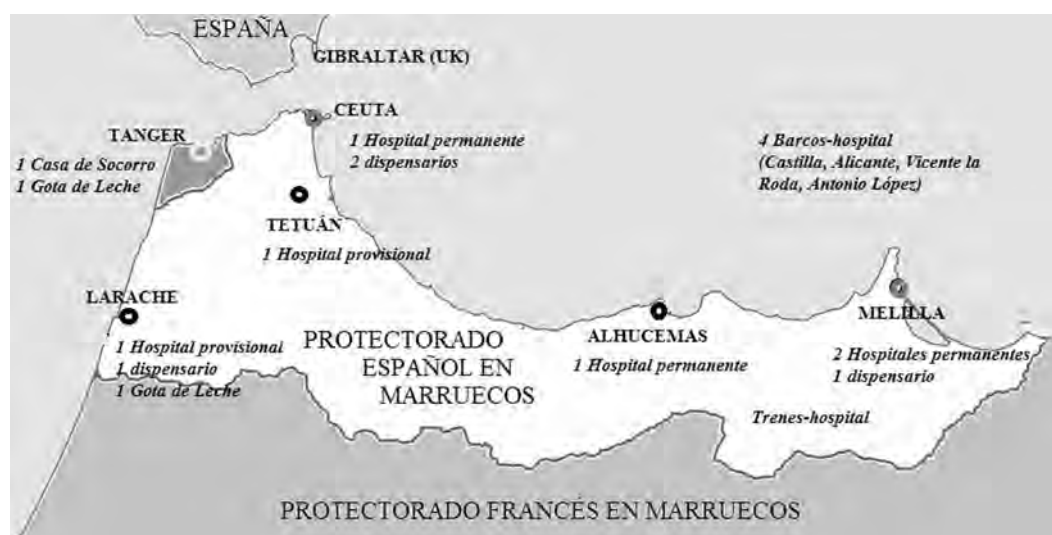 ESPAÑA
GIBRALTAR (UK)
CEUTA
1 Hospital permanente
2 dispensarios
TANGER
1 Casa de Socorro
1 Gota de Leche
4 Barcos-hospital
(Castilla, Alicante, Vicente la
Roda, Antonio López)
TETUÁN
1 Hospital provisional
LARACHE
1 Hospital provisional
1 dispensario
1 Gota de Leche
PROTECTORADO
ESPAÑOL EN
MARRUECOS
ALHUCEMAS
1 Hospital permanente
MELILLA
2 Hospitales permanentes
1 dispensario
Trenes-hospital
PROTECTORADO FRANCÉS EN MARRUECOS